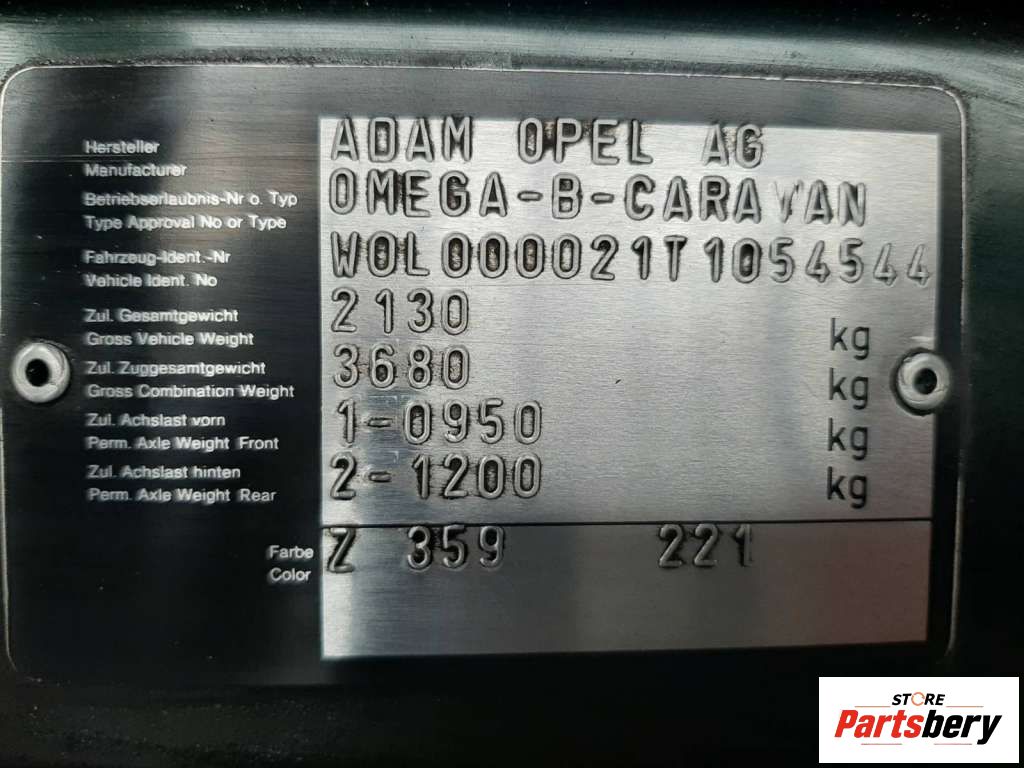 Hersteller
Manufacturer
ADAM OPEL AG
Betriebserlaubnis-Nr o. Typ
Type Approval No or Type
OMEGA-B-CARAVAN
Fahrzeug-Ident.-Nr
Vehicle Ident. No
W0L000021T1054544
Zul. Gesamtgewicht
Gross Vehicle Weight
2130 kg
Zul. Zuggesamtgewicht
Gross Combination Weight
3680 kg
Zul. Achslast vorn
Perm. Axle Weight Front
1-0950 kg
Zul. Achslast hinten
Perm. Axle Weight Rear
2-1200 kg
Farbe
Color
Z 359 221
STORE
Partsbery